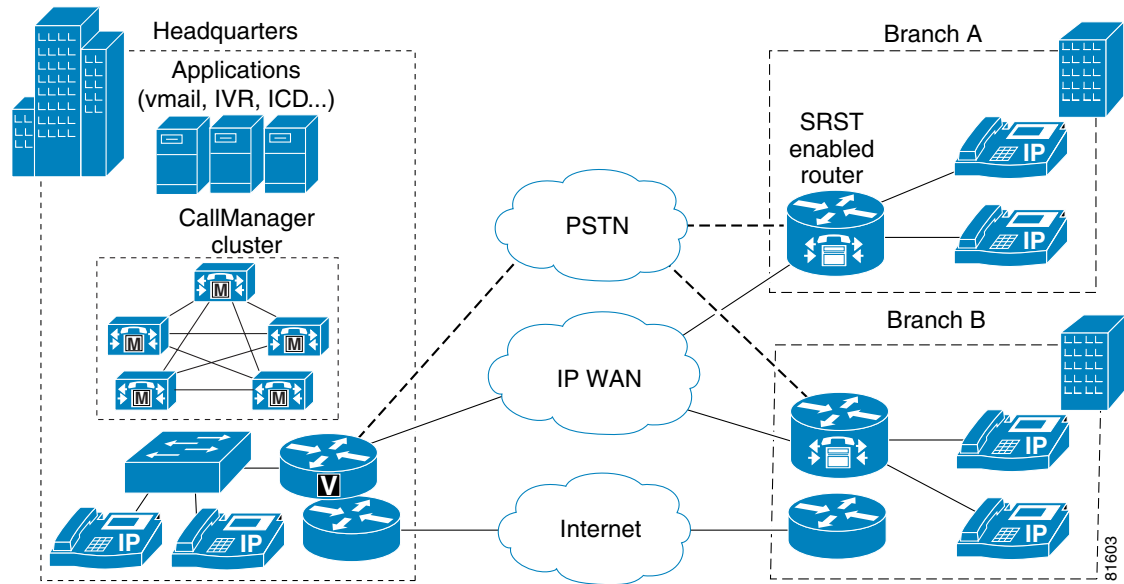 Headquarters
Applications
(vmail, IVR, ICD...)
CallManager
cluster
M
M
M
M
M
V
IP
IP
PSTN
IP WAN
Internet
Branch A
SRST
enabled
router
IP
IP
Branch B
IP
IP
81603